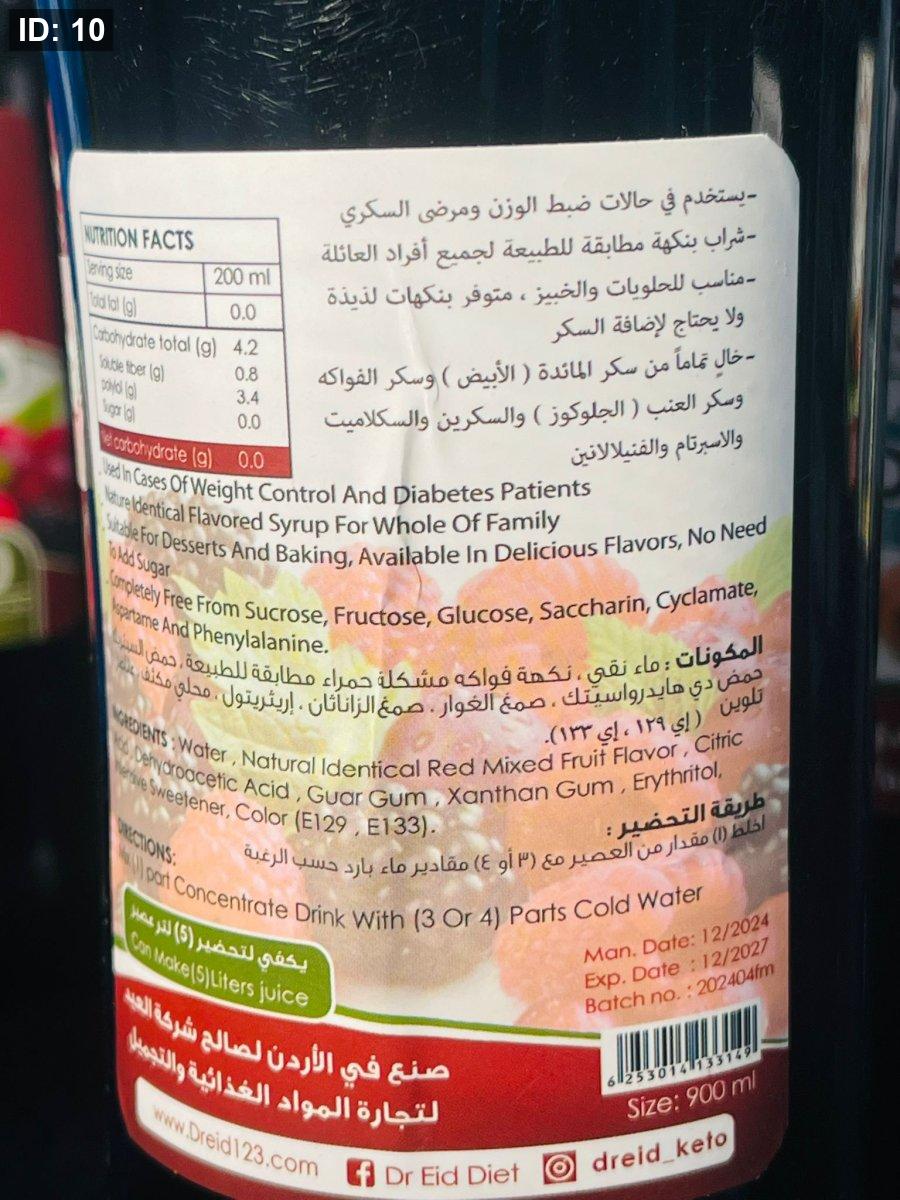 ID: 10
-يستخدم في حالات ضبط الوزن ومرضى السكري
-شراب بنكهة مطابقة للطبيعة لجميع أفراد العائلة
-مناسب للحلويات والخبيز ، متوفر بنكهات لذيذة
ولا يحتاج لإضافة السكر
-خالٍ تماماً من سكر المائدة ( الأبيض ) وسكر الفواكه
وسكر العنب ( الجلوكوز ) والسكرين والسكلاميت
والاسبرتام والفنيلالانين
NUTRITION FACTS
Serving size 200 ml
Total fat (g) 0.0
Carbohydrate total (g) 4.2
Soluble fiber (g) 0.8
polyol (g) 3.4
Sugar (g) 0.0
Net carbohydrate (g) 0.0
Used In Cases Of Weight Control And Diabetes Patients
Nature Identical Flavored Syrup For Whole Of Family
Suitable For Desserts And Baking, Available In Delicious Flavors, No Need
To Add Sugar
Completely Free From Sucrose, Fructose, Glucose, Saccharin, Cyclamate,
Aspartame And Phenylalanine.
المكونات : ماء نقي ، نكهة فواكه مشكلة حمراء مطابقة للطبيعة، حمض
حمض دي هايدرواسيتك ، صمغ الغوار ، صمغ الزانثان ، إريثريتول ، محلي مكثف
تلوين ( إي ١٢٩ ، إي ١٣٣).
INGREDIENTS : Water , Natural Identical Red Mixed Fruit Flavor , Citric
Acid, Dehydroacetic Acid , Guar Gum , Xanthan Gum , Erythritol,
Intensive Sweetener, Color (E129 , E133).
طريقة التحضير :
اخلط (١) مقدار من العصير مع (٣ أو ٤) مقادير ماء بارد حسب الرغبة
DIRECTIONS:
(1) part Concentrate Drink With (3 Or 4) Parts Cold Water
يكفي لتحضير (5) لتر عصير
Can Make(5)Liters juice
Man. Date: 12/2024
Exp. Date : 12/2027
Batch no. : 202404fm
صنع في الأردن لصالح شركة العيد
لتجارة المواد الغذائية والتجميل
6 253014 133149
Size: 900 ml
www.Dreid123.com
Dr Eid Diet
dreid_keto